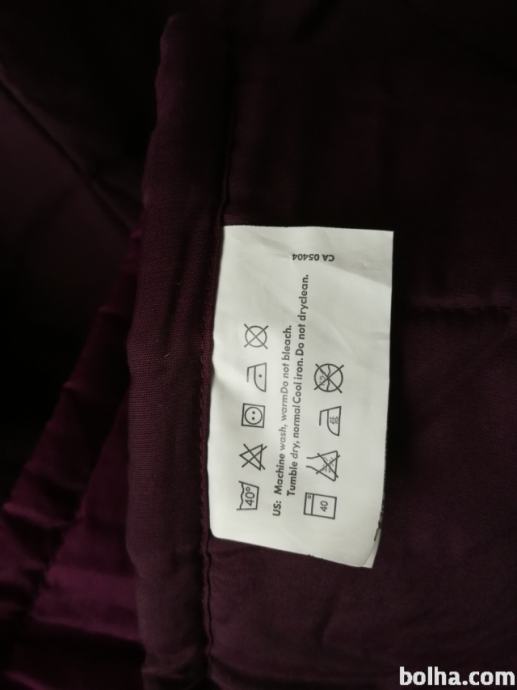 40°
US: Machine wash, warmDo not bleach.
Tumble dry, normalCool iron. Do not dryclean.
40
CA 05404
bolha.com